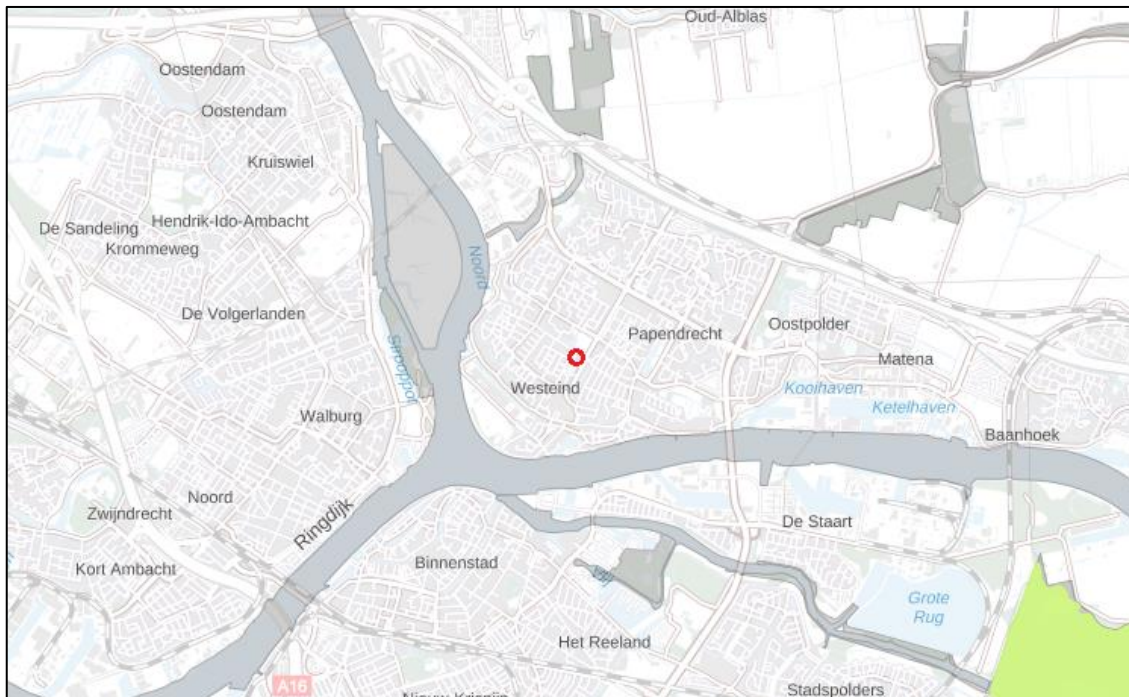 Oud-Alblas
Oostendam
Oostendam
Kruiswiel
Hendrik-Ido-Ambacht
De Sandeling
Krommeweg
Noord
De Volgerlanden
Papendrecht
Oostpolder
Matena
Strooppot
Westeind
Kooihaven
Ketelhaven
Walburg
Baanhoek
Noord
Zwijndrecht
Ringdijk
De Staart
Binnenstad
Kort Ambacht
Grote
Rug
Het Reeland
A16
Stadspolders